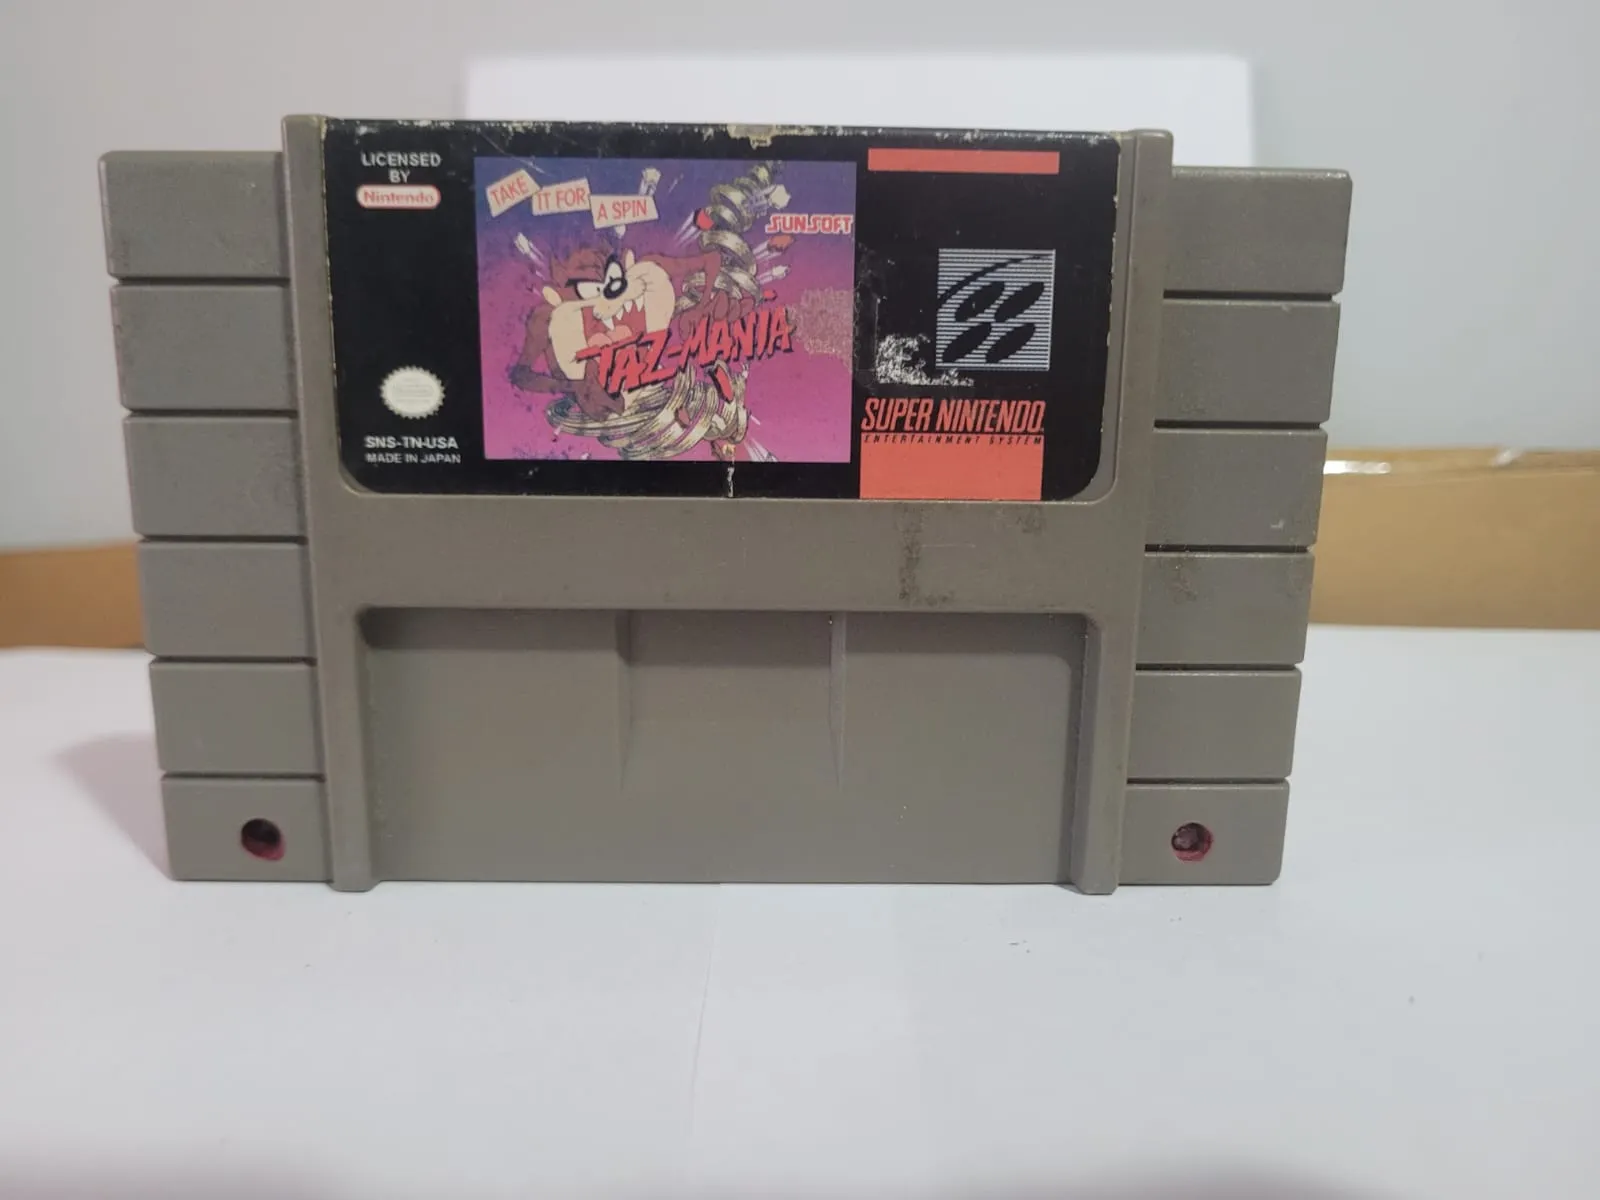 LICENSED
BY
Nintendo
TAKE
IT FOR
A SPIN
SUNSOFT
TAZ-MANIA
SUPER NINTENDO
ENTERTAINMENT SYSTEM
SNS-TN-USA
MADE IN JAPAN